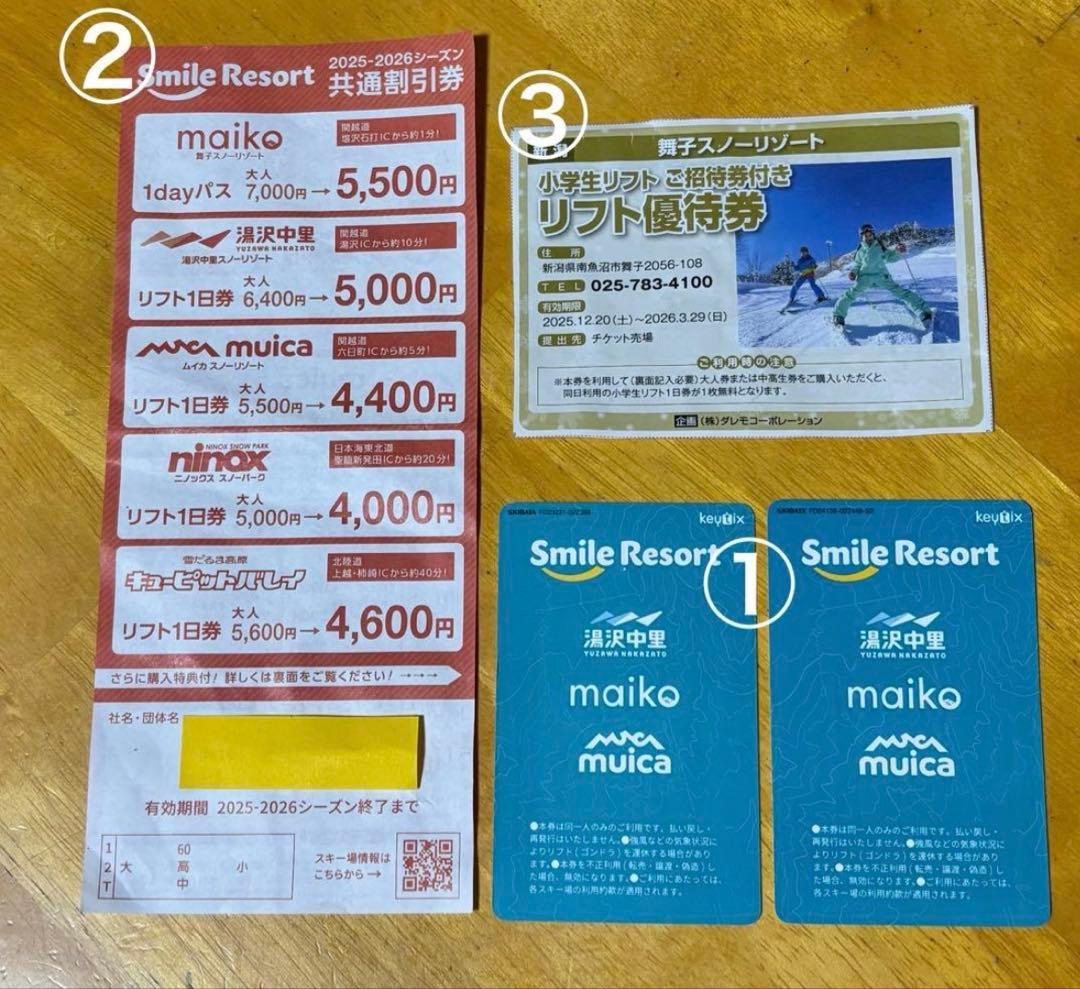 ②
Smile Resort
2025-2026シーズン
共通割引券
maiko
舞子スノーリゾート
関越道
塩沢石打ICから約1分!
1dayパス 大人 7,000円→5,500円
湯沢中里
YUZAWA NAKAZATO
湯沢中里スノーリゾート
関越道
湯沢ICから約10分!
リフト1日券 大人 6,400円→5,000円
muica
ムイカ スノーリゾート
関越道
六日町ICから約5分!
リフト1日券 大人 5,500円→4,400円
NINOX SNOW PARK
ninox
ニノックス スノーパーク
日本海東北道
聖籠新発田ICから約20分!
リフト1日券 大人 5,000円→4,000円
雪だるま高原
キューピットバレイ
北陸道
上越・柿崎ICから約40分!
リフト1日券 大人 5,600円→4,600円
さらに購入特典付! 詳しくは裏面をご覧ください! →→→
社名・団体名
有効期間 2025-2026シーズン終了まで
1
2
T
大
60
高
中
小
スキー場情報は
こちらから→
③
新潟
舞子スノーリゾート
小学生リフト ご招待券付き
リフト優待券
住所
新潟県南魚沼市舞子2056-108
TEL 025-783-4100
有効期限
2025.12.20(土)~2026.3.29(日)
提出先 チケット売場
ご利用時の注意
※本券を利用して(裏面記入必要)大人券または中高生券をご購入いただくと、
同日利用の小学生リフト1日券が1枚無料となります。
企画 (株)ダレモコーポレーション
①
SKIDATA
keytix
Smile Resort
湯沢中里
YUZAWA NAKAZATO
maiko
muica
●本券は同一人のみのご利用です。払い戻し・
再発行はいたしません。●強風などの気象状況に
よりリフト(ゴンドラ)を運休する場合があり
ます。●本券を不正利用(転売・譲渡・偽造)し
た場合、無効になります。●ご利用にあたっては、
各スキー場の利用約款が適用されます。
SKIDATA
keytix
Smile Resort
湯沢中里
YUZAWA NAKAZATO
maiko
muica
●本券は同一人のみのご利用です。払い戻し・
再発行はいたしません。●強風などの気象状況に
よりリフト(ゴンドラ)を運休する場合があり
ます。●本券を不正利用(転売・譲渡・偽造)し
た場合、無効になります。●ご利用にあたっては、
各スキー場の利用約款が適用されます。